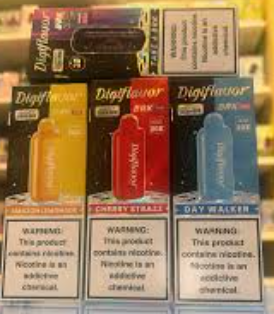 Digiflavor
WARNING:
This product
contains nicotine.
Nicotine is an
addictive
chemical.
Digiflavor
Digiflavor
Digiflavor
CHERRY STRAZZ
DAY WALKER
WARNING:
This product
contains nicotine.
Nicotine is an
addictive
chemical.
WARNING:
This product
contains nicotine.
Nicotine is an
addictive
chemical.
WARNING:
This product
contains nicotine.
Nicotine is an
addictive
chemical.